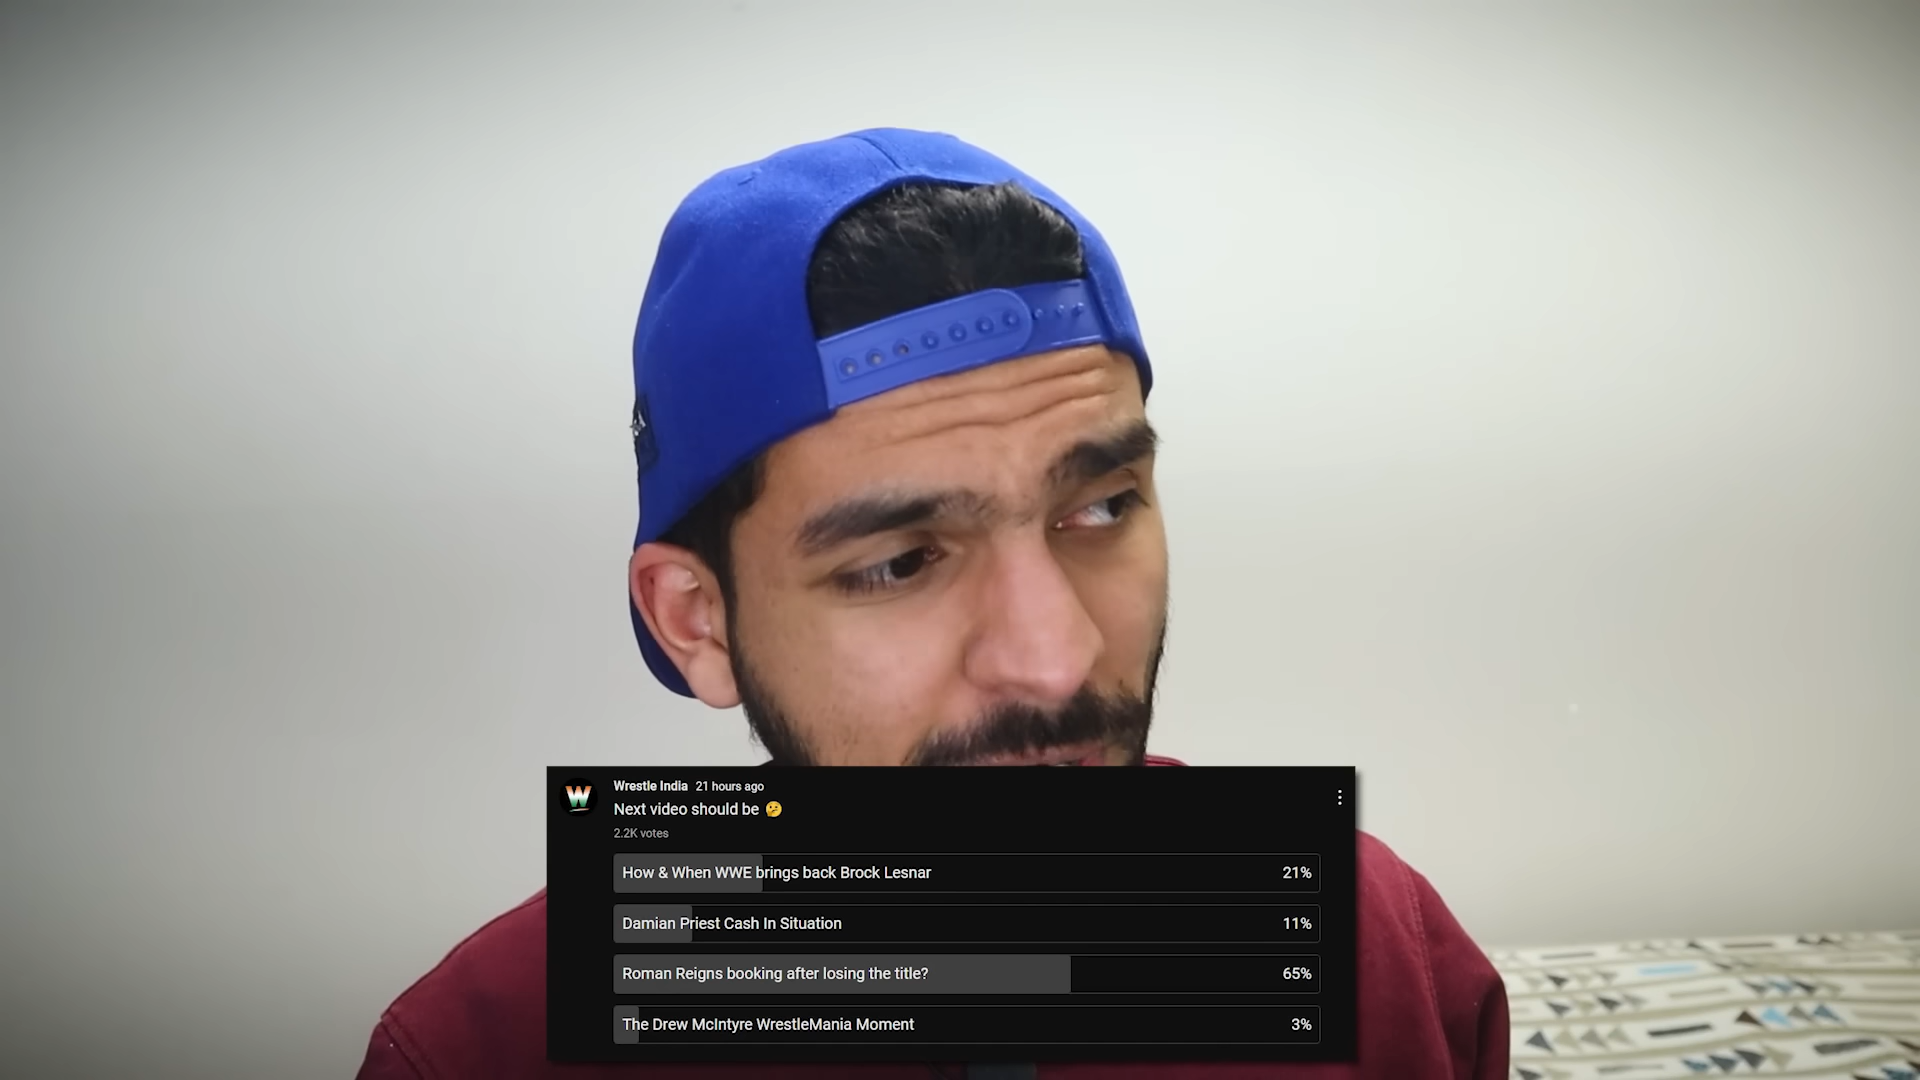 W
Wrestle India 21 hours ago
Next video should be 🤔
2.2K votes
How & When WWE brings back Brock Lesnar 21%
Damian Priest Cash In Situation 11%
Roman Reigns booking after losing the title? 65%
The Drew McIntyre WrestleMania Moment 3%